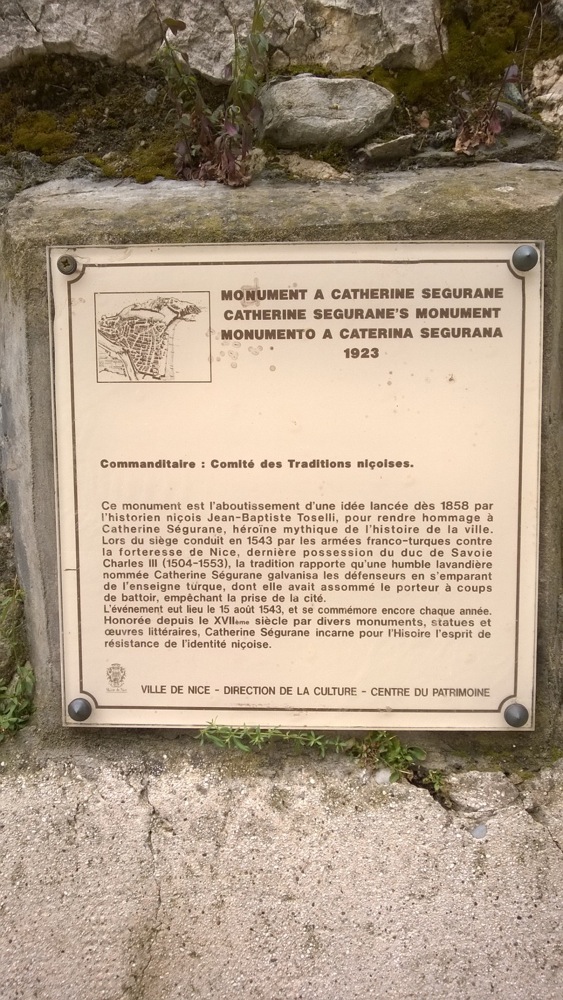 MONUMENT A CATHERINE SEGURANE
CATHERINE SEGURANE'S MONUMENT
MONUMENTO A CATERINA SEGURANA
1923
Commanditaire : Comité des Traditions niçoises.
Ce monument est l'aboutissement d'une idée lancée dès 1858 par
l'historien niçois Jean-Baptiste Toselli, pour rendre hommage à
Catherine Ségurane, héroïne mythique de l'histoire de la ville.
Lors du siège conduit en 1543 par les armées franco-turques contre
la forteresse de Nice, dernière possession du duc de Savoie
Charles III (1504-1553), la tradition rapporte qu'une humble lavandière
nommée Catherine Ségurane galvanisa les défenseurs en s'emparant
de l'enseigne turque, dont elle avait assommé le porteur à coups
de battoir, empêchant la prise de la cité.
L'événement eut lieu le 15 août 1543, et se commémore encore chaque année.
Honorée depuis le XVIIème siècle par divers monuments, statues et
œuvres littéraires, Catherine Ségurane incarne pour l'Hisoire l'esprit de
résistance de l'identité niçoise.
VILLE DE NICE - DIRECTION DE LA CULTURE - CENTRE DU PATRIMOINE